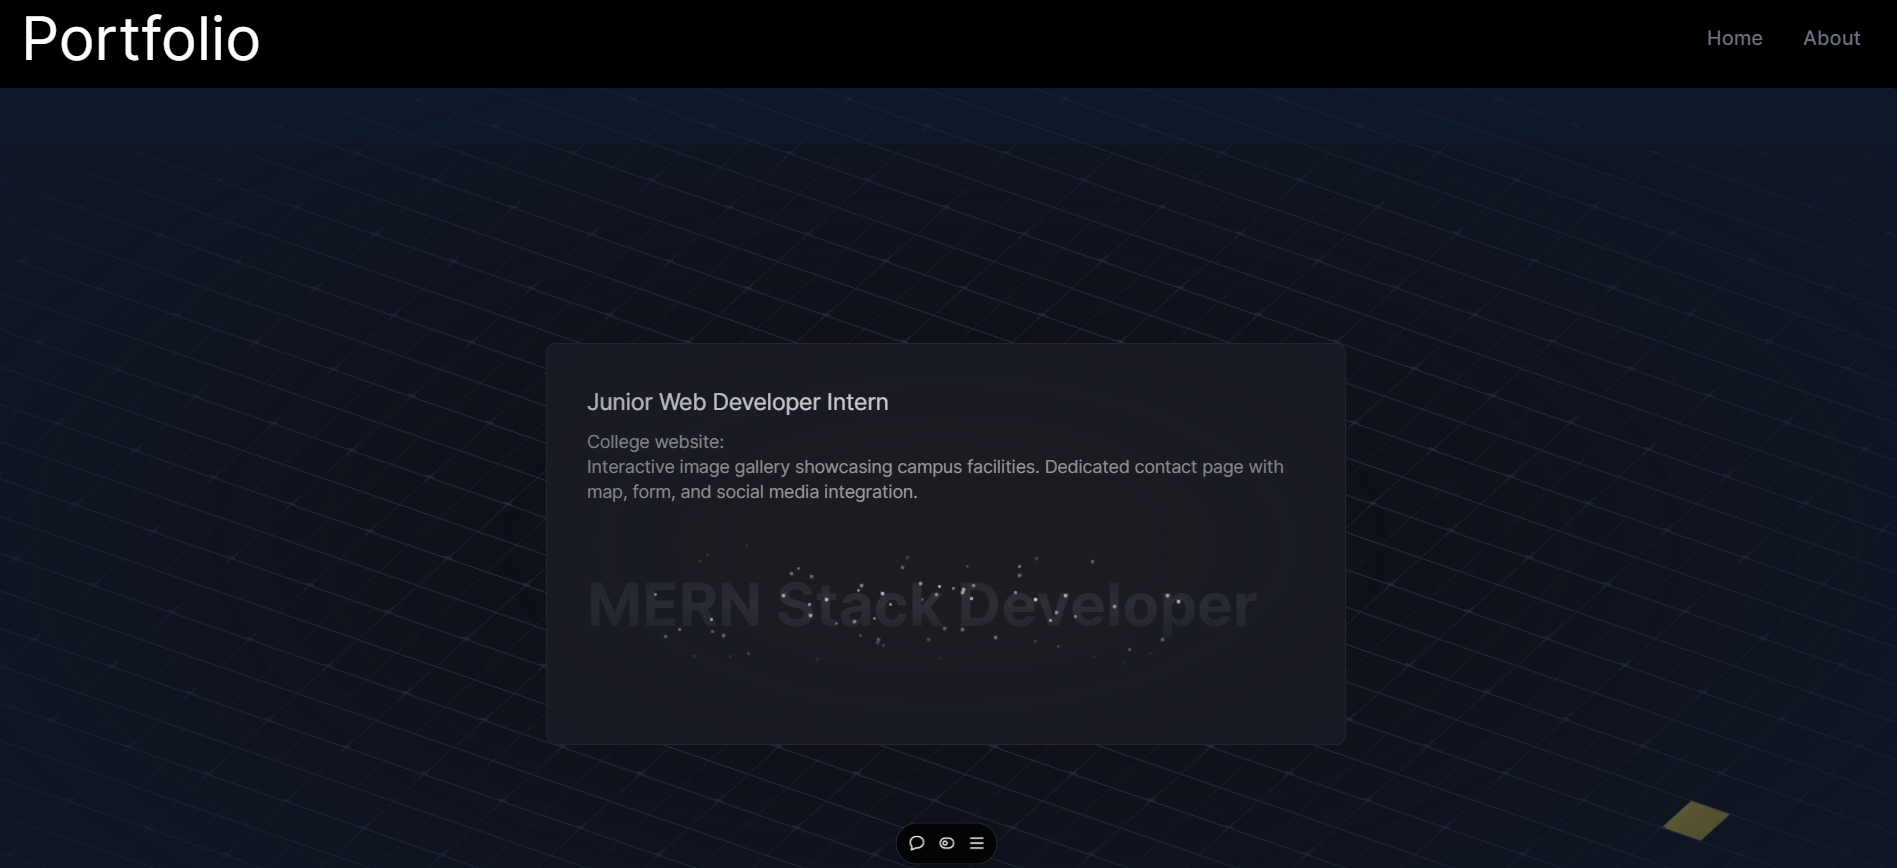 Portfolio
Home About
Junior Web Developer Intern
College website:
Interactive image gallery showcasing campus facilities. Dedicated contact page with
map, form, and social media integration.
MERN Stack Developer